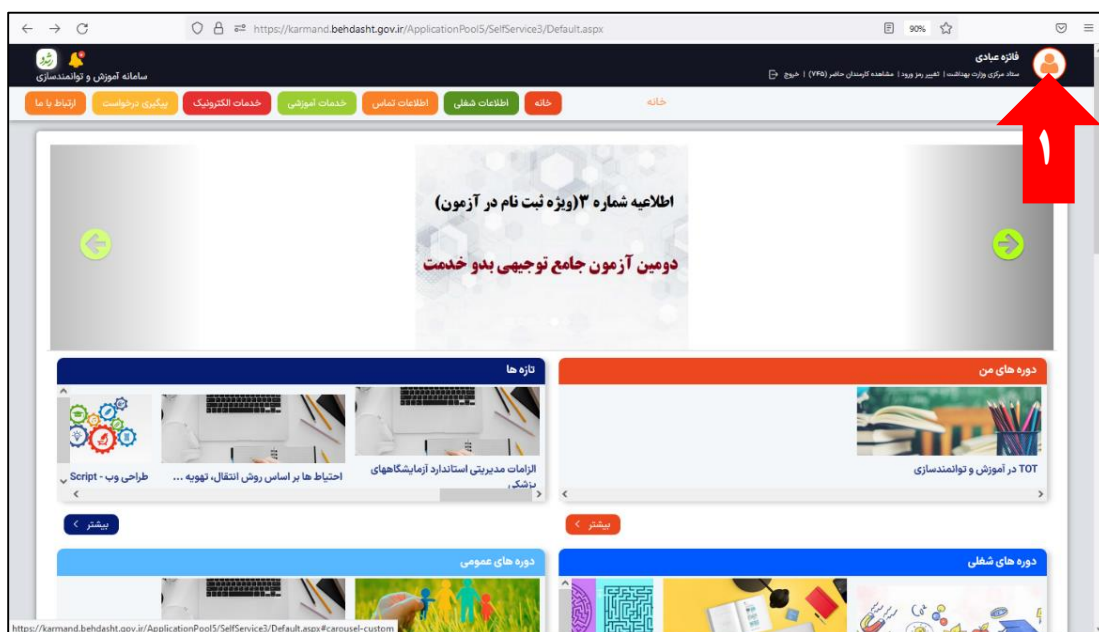 https://karmand.behdasht.gov.ir/ApplicationPool5/SelfService3/Default.aspx
90%
فائزه عبادی
ستاد مرکزی وزارت بهداشت | تغییر رمز ورود | مشاهده کارمندان حاضر (۷۴۵) | خروج
سامانه آموزش و توانمندسازی
خانه
خانه
اطلاعات شغلی
اطلاعات تماس
خدمات آموزشی
خدمات الکترونیک
پیگیری درخواست
ارتباط با ما
۱
اطلاعیه شماره ۳(ویژه ثبت نام در آزمون)
دومین آزمون جامع توجیهی بدو خدمت
دوره های من
TOT در آموزش و توانمندسازی
بیشتر
تازه ها
الزامات مدیریتی استاندارد آزمایشگاههای
پزشکی
احتیاط ها بر اساس روش انتقال، تهویه ...
طراحی وب - Script
بیشتر
دوره های شغلی
دوره های عمومی
https://karmand.behdasht.gov.ir/ApplicationPool5/SelfService3/Default.aspx#carousel-custom